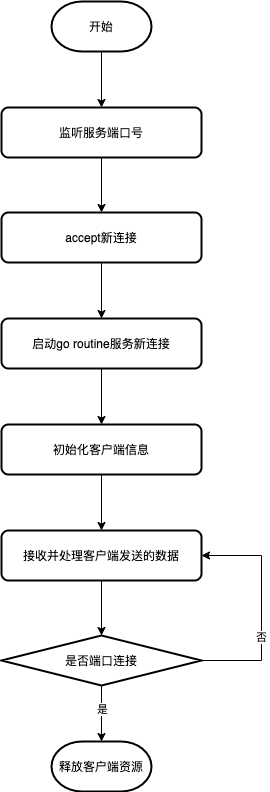 开始
监听服务端口号
accept新连接
启动go routine服务新连接
初始化客户端信息
接收并处理客户端发送的数据
否
是否端口连接
是
释放客户端资源